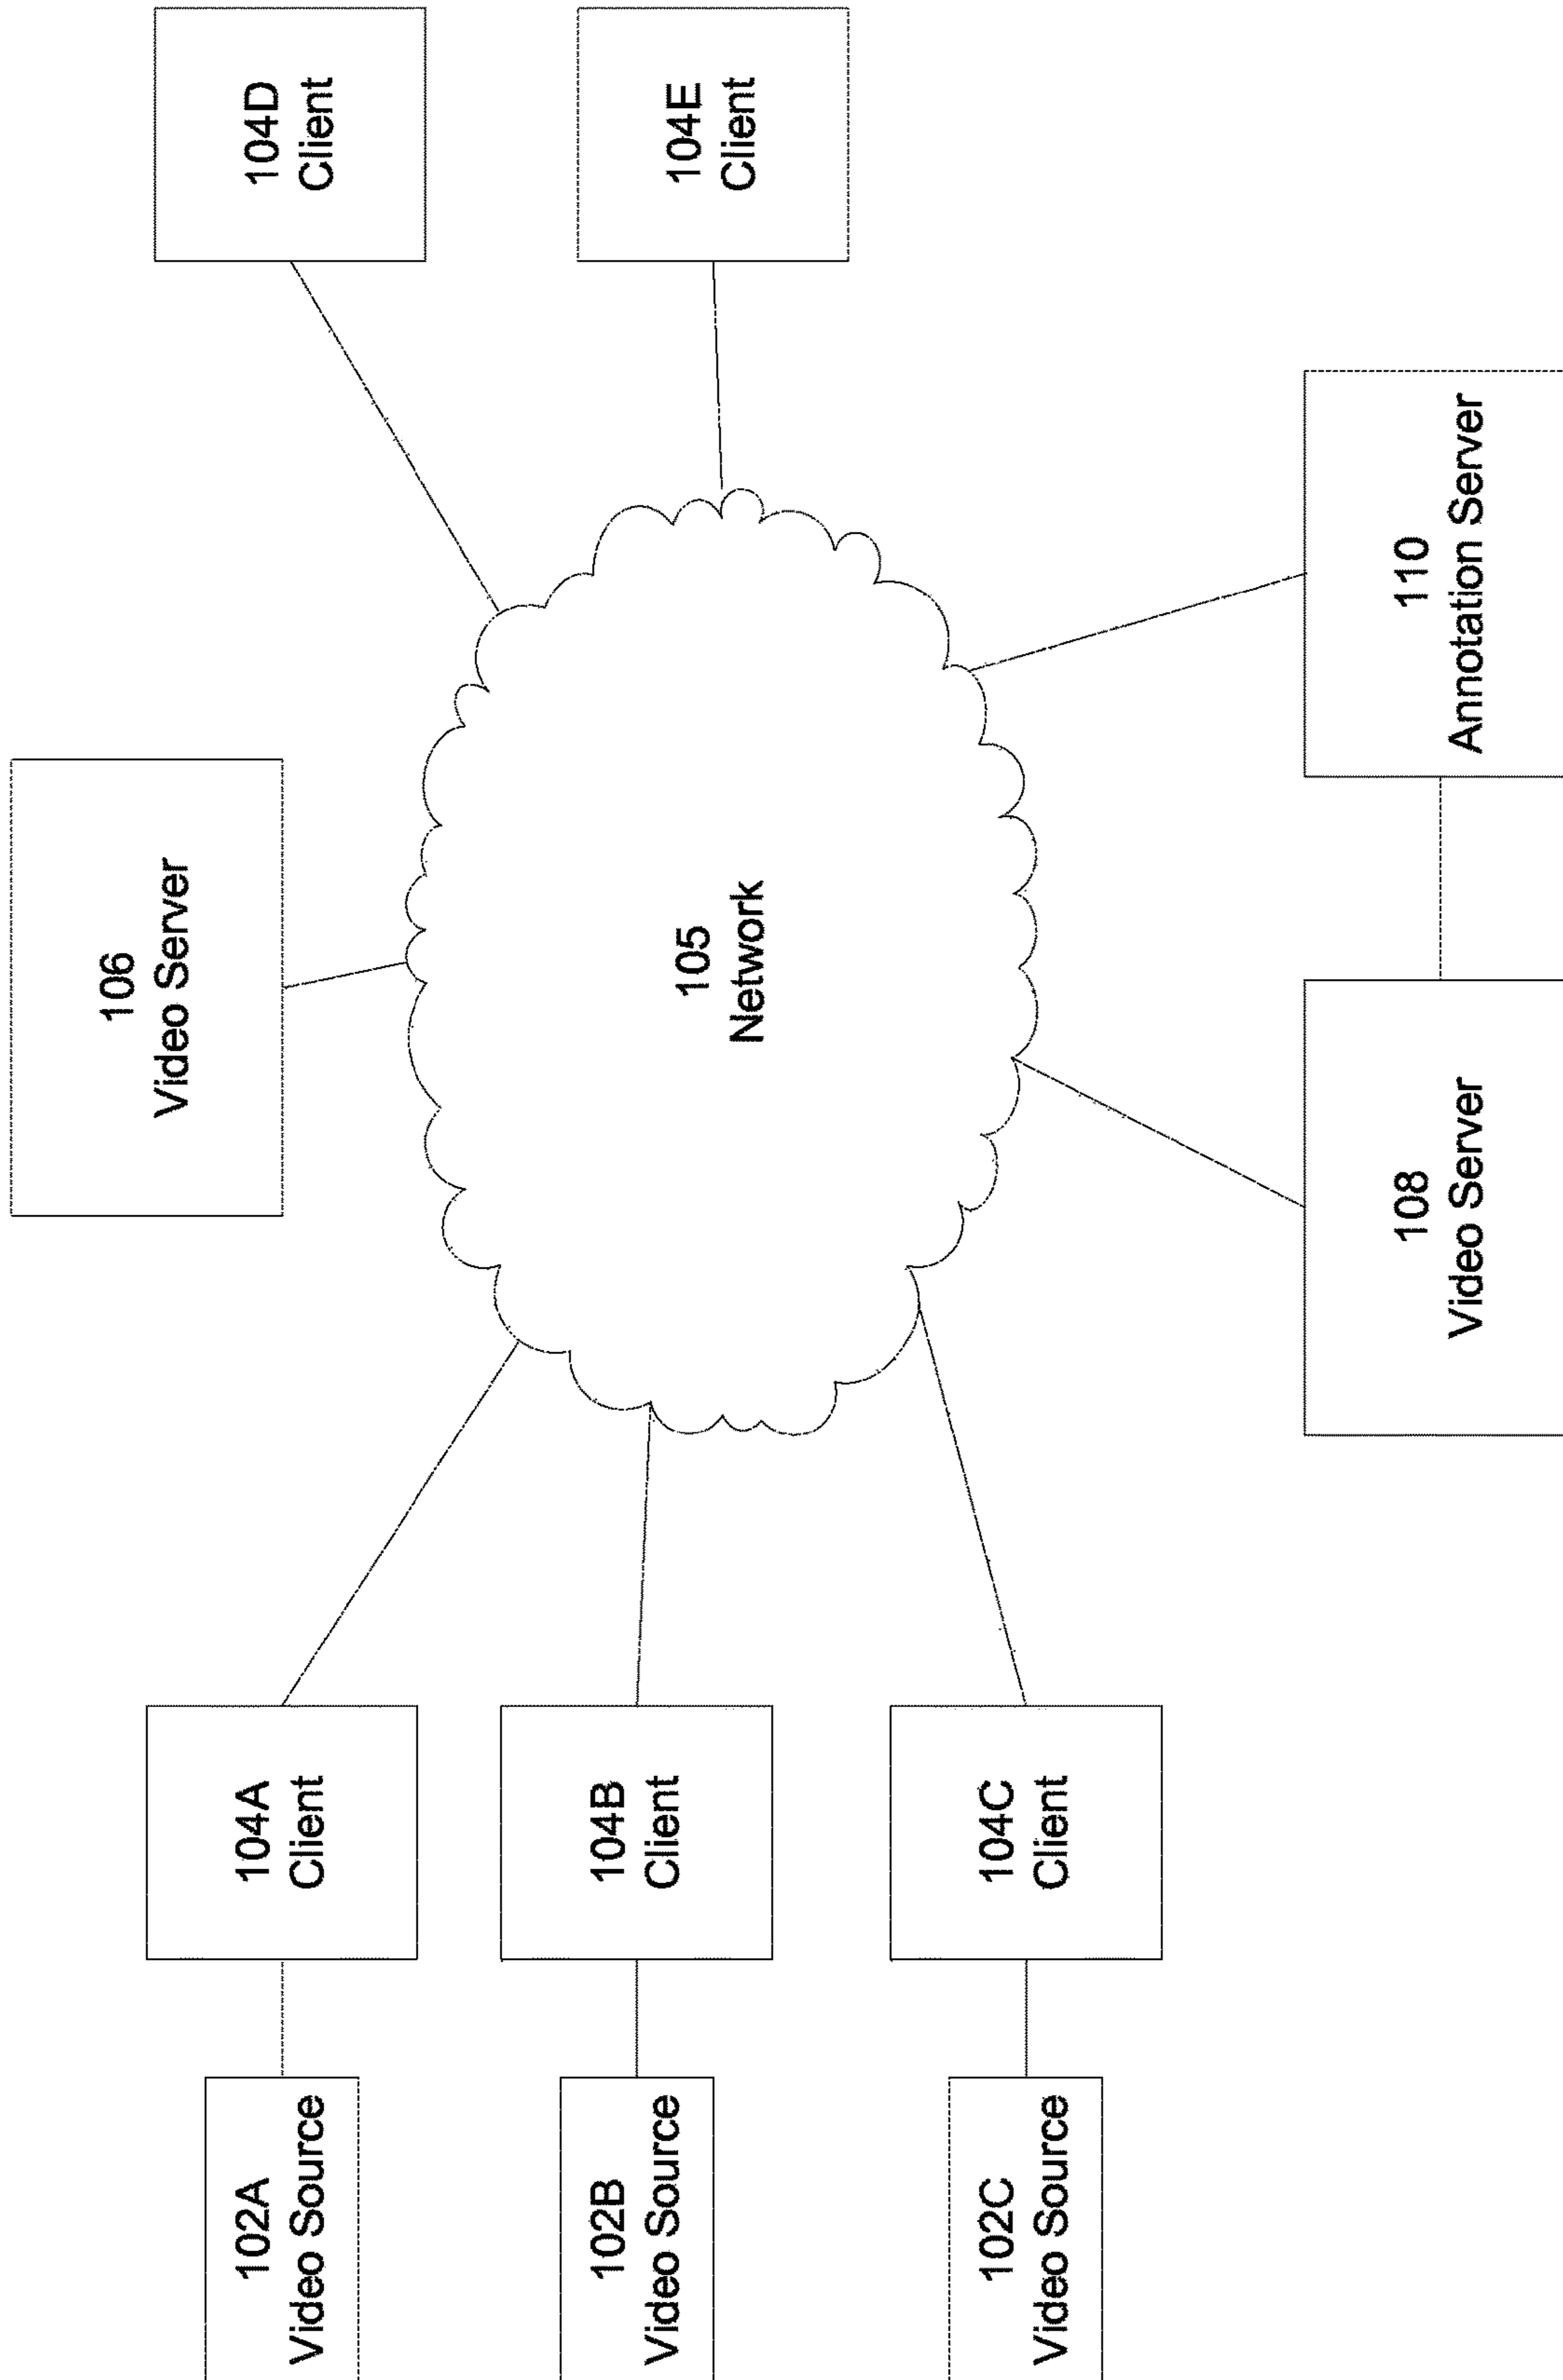 106
Video Server
104D
Client
104A
Client
102A
Video Source
104E
Client
105
Network
104B
Client
102B
Video Source
104C
Client
102C
Video Source
110
Annotation Server
108
Video Server